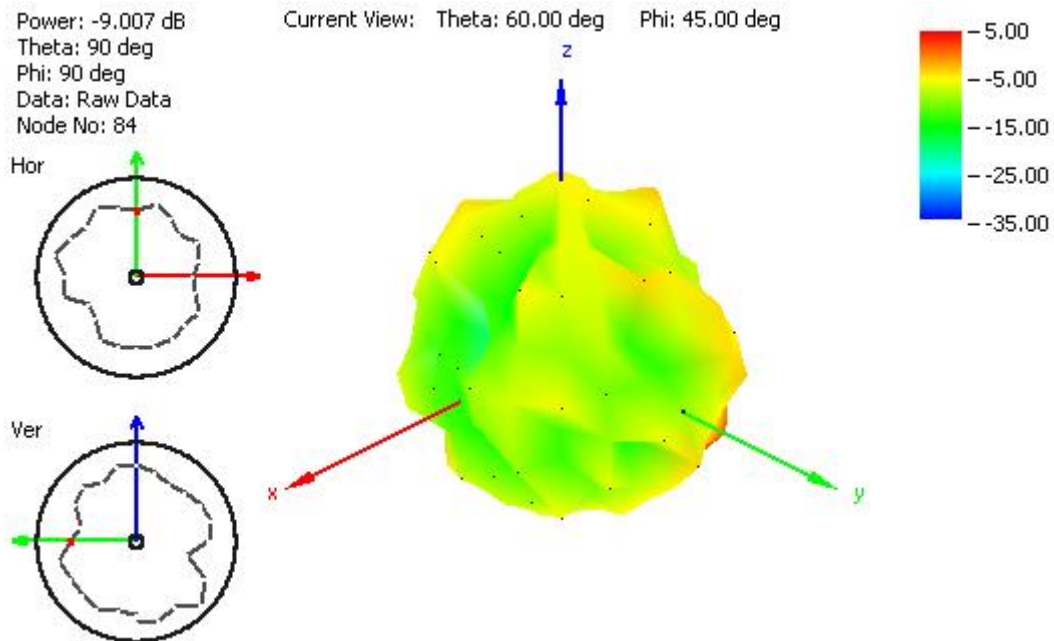 Power: -9.007 dB
Theta: 90 deg
Phi: 90 deg
Data: Raw Data
Node No: 84
Current View: Theta: 60.00 deg Phi: 45.00 deg
Hor
Ver
z
x
y
5.00
-5.00
-15.00
-25.00
-35.00